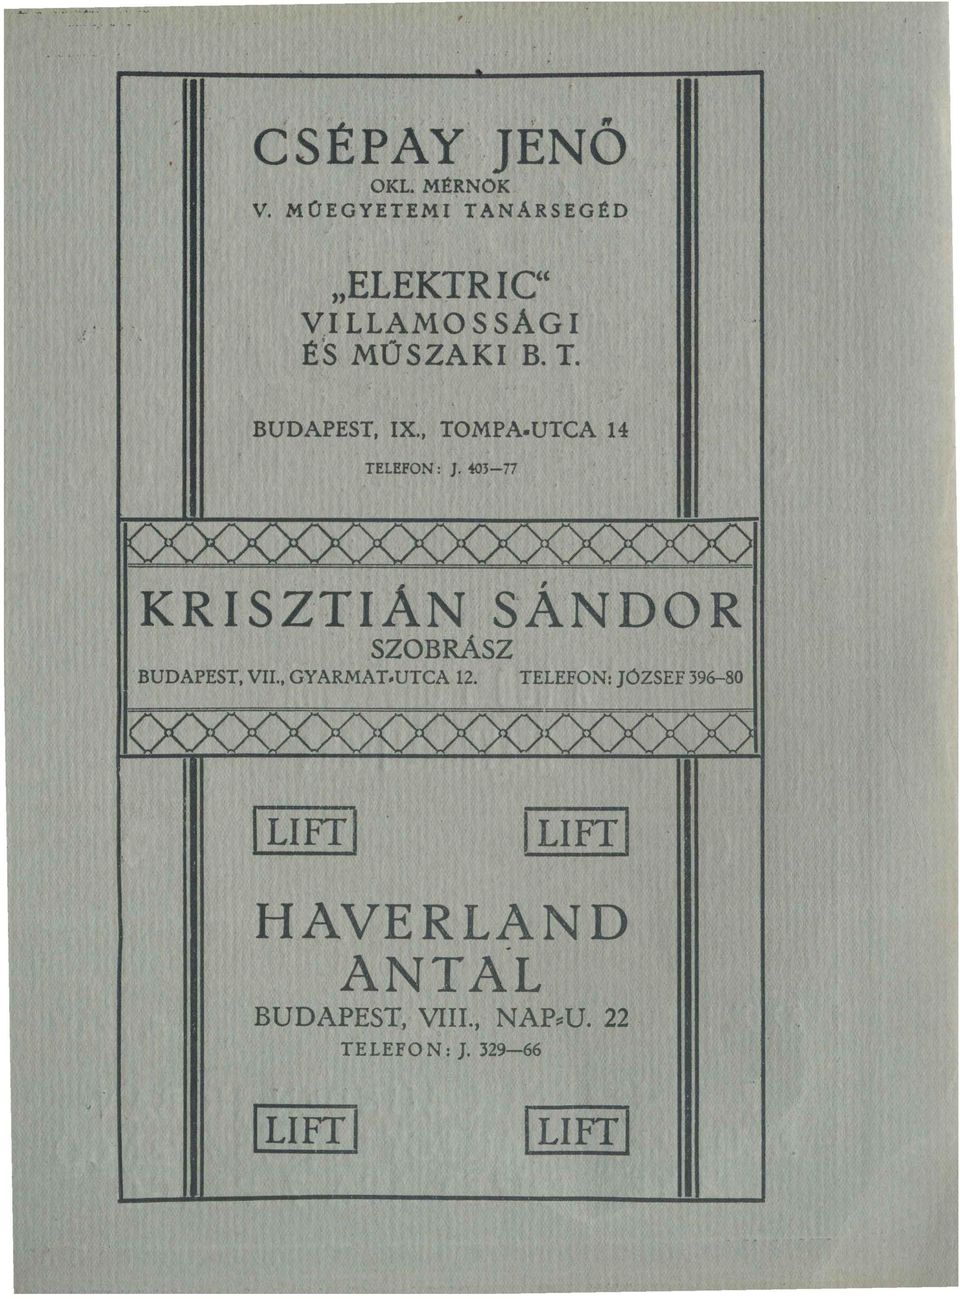 CSÉPAY JENŐ
OKL. MÉRNÖK
V. MŰEGYETEMI TANÁRSEGÉD
„ELEKTRIC“
VILLAMOSSÁGI
ÉS MŰSZAKI B. T.
BUDAPEST, IX., TOMPA-UTCA 14
TELEFON: J. 403—77
KRISZTIÁN SÁNDOR
SZOBRÁSZ
BUDAPEST, VII., GYARMAT-UTCA 12. TELEFON: JÓZSEF 396–80
LIFT LIFT
HAVERLAND
ANTAL
BUDAPEST, VIII., NAP-U. 22
TELEFON: J. 329—66
LIFT LIFT